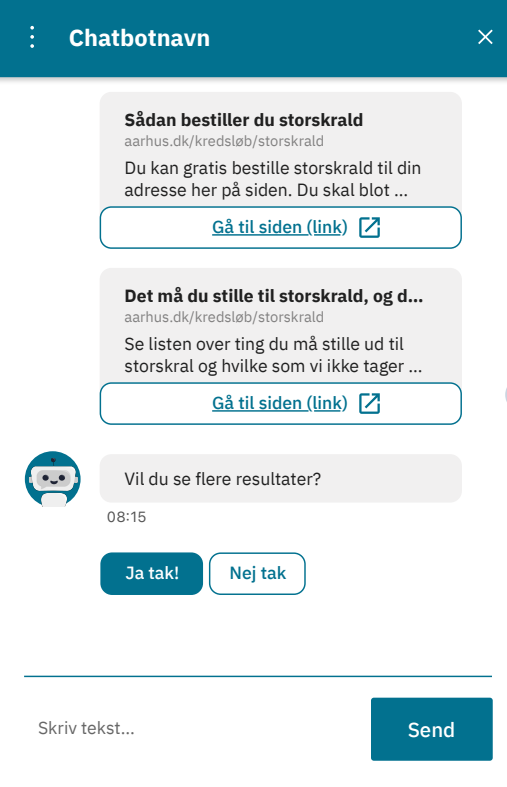 Chatbotnavn
Sådan bestiller du storskrald
aarhus.dk/kredsløb/storskrald
Du kan gratis bestille storskrald til din
adresse her på siden. Du skal blot ...
Gå til siden (link)
Det må du stille til storskrald, og d...
aarhus.dk/kredsløb/storskrald
Se listen over ting du må stille ud til
storskral og hvilke som vi ikke tager ...
Gå til siden (link)
Vil du se flere resultater?
08:15
Ja tak!
Nej tak
Skriv tekst...
Send